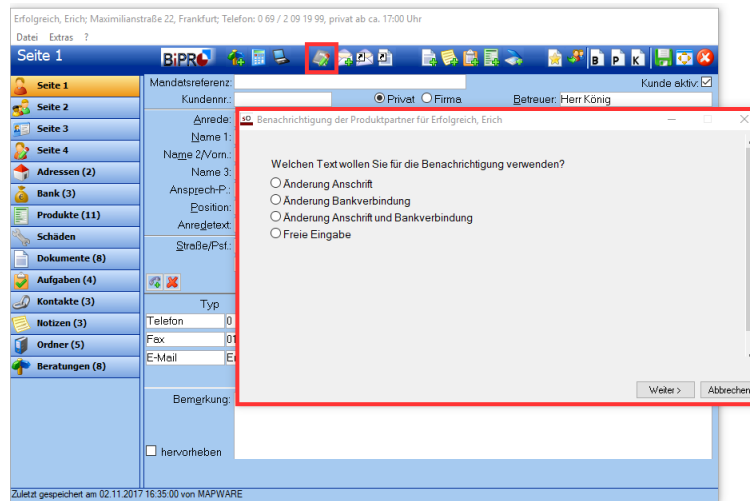 Erfolgreich, Erich; Maximilianstraße 22, Frankfurt; Telefon: 0 69 / 2 09 19 99, privat ab ca. 17:00 Uhr
Datei Extras ?
Seite 1
BiPRO
B P K
Seite 1
Seite 2
Seite 3
Seite 4
Adressen (2)
Bank (3)
Produkte (11)
Schäden
Dokumente (8)
Aufgaben (4)
Kontakte (3)
Notizen (3)
Ordner (5)
Beratungen (8)
Mandatsreferenz:
Kunde aktiv:
Kundennr.:
Privat Firma
Betreuer: Herr König
Anrede:
Name 1:
Name 2/Vorn.:
Name 3:
Ansprech-P.:
Position:
Anredetext:
Straße/Psf.:
Typ
Telefon 0
Fax 01
E-Mail Er
Bemerkung:
hervorheben
sO Benachrichtigung der Produktpartner für Erfolgreich, Erich
Welchen Text wollen Sie für die Benachrichtigung verwenden?
Änderung Anschrift
Änderung Bankverbindung
Änderung Anschrift und Bankverbindung
Freie Eingabe
Weiter > Abbrechen
Zuletzt gespeichert am 02.11.2017 16:35:00 von MAPWARE